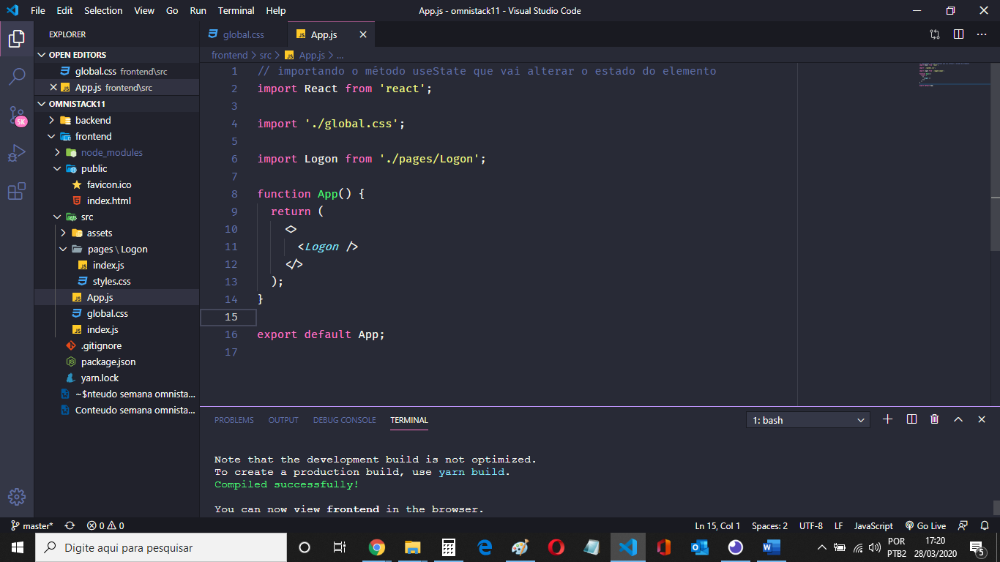 File Edit Selection View Go Run Terminal Help App.js - omnistack11 - Visual Studio Code
EXPLORER
OPEN EDITORS
global.css frontend\src
App.js frontend\src
OMNISTACK11
backend
frontend
node_modules
public
favicon.ico
index.html
src
assets
pages \ Logon
index.js
styles.css
App.js
global.css
index.js
.gitignore
package.json
yarn.lock
~$nteudo semana omnista...
Conteudo semana omnista...
5K
global.css App.js
frontend > src > App.js > ...
1 // importando o método useState que vai alterar o estado do elemento
2 import React from 'react';
3
4 import './global.css';
5
6 import Logon from './pages/Logon';
7
8 function App() {
9 return (
10 <>
11 <Logon />
12 </>
13 );
14 }
15
16 export default App;
17
PROBLEMS OUTPUT DEBUG CONSOLE TERMINAL 1: bash
Note that the development build is not optimized.
To create a production build, use yarn build.
Compiled successfully!
You can now view frontend in the browser.
master* 0 0 Ln 15, Col 1 Spaces: 2 UTF-8 LF JavaScript Go Live
Digite aqui para pesquisar
POR
PTB2
17:20
28/03/2020
5